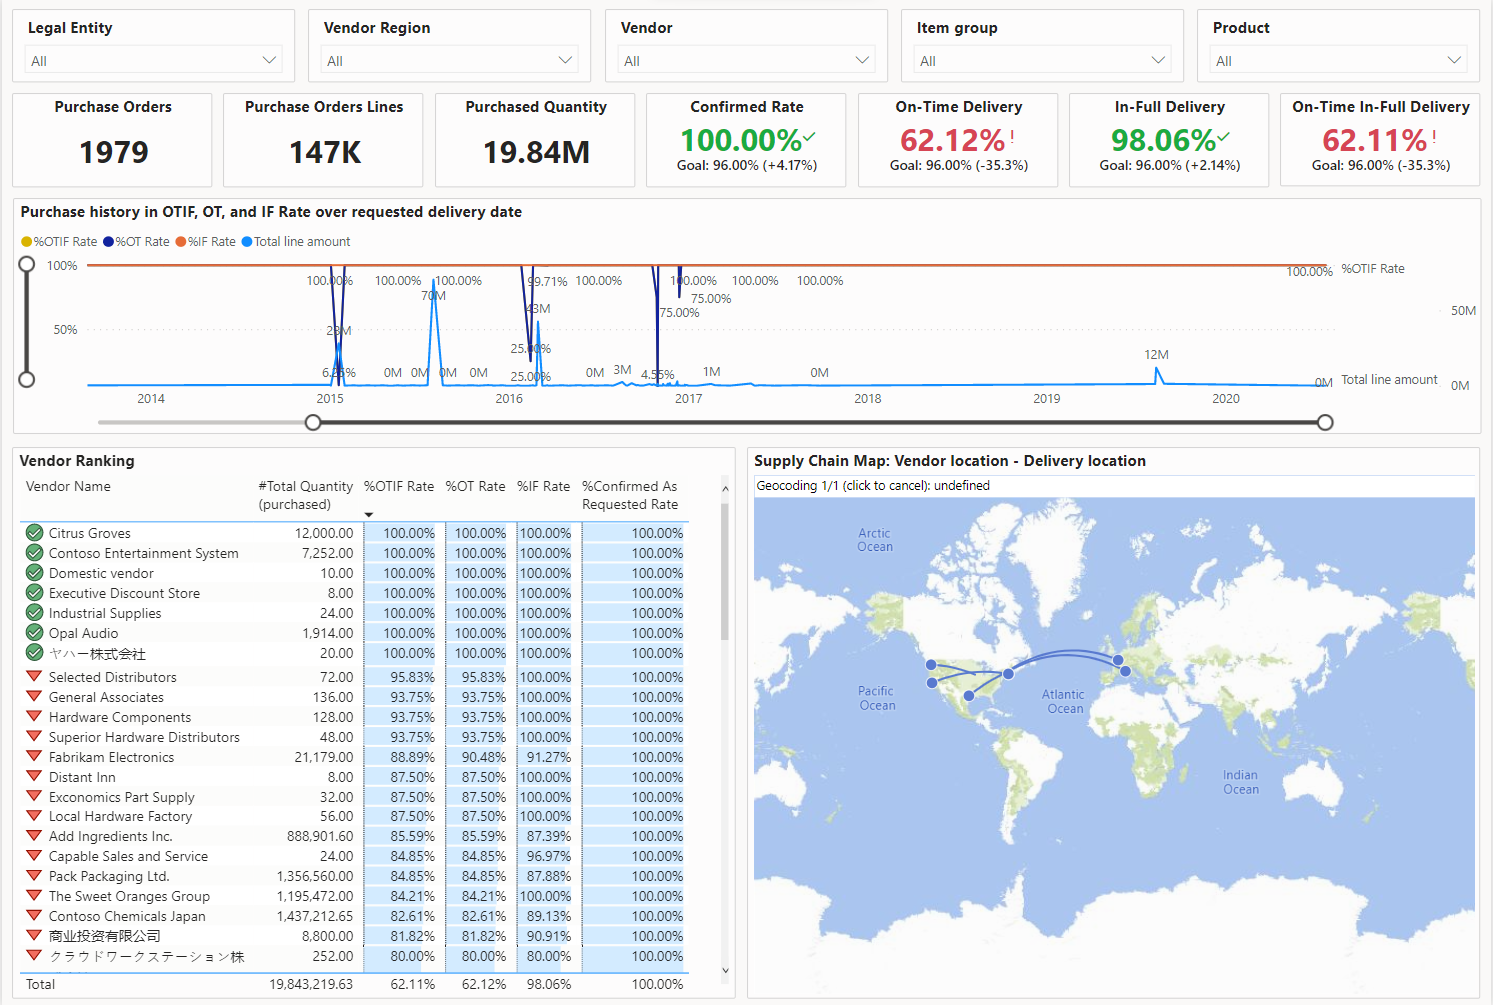 Legal Entity
All
Vendor Region
All
Vendor
All
Item group
All
Product
All
Purchase Orders
1979
Purchase Orders Lines
147K
Purchased Quantity
19.84M
Confirmed Rate
100.00%
Goal: 96.00% (+4.17%)
On-Time Delivery
62.12% !
Goal: 96.00% (-35.3%)
In-Full Delivery
98.06%
Goal: 96.00% (+2.14%)
On-Time In-Full Delivery
62.11% !
Goal: 96.00% (-35.3%)
Purchase history in OTIF, OT, and IF Rate over requested delivery date
%OTIF Rate %OT Rate %IF Rate Total line amount
100%
50%
100.00% 100.00% 100.00% 99.71% 100.00% 100.00% 100.00% 100.00% 100.00%
%OTIF Rate
70M
75.00%
43M
75.00%
50M
23M
25.00%
12M
6.25% 0M 0M 0M 0M 25.00% 0M 3M 4.55% 1M 0M 0M
Total line amount
0M
2014 2015 2016 2017 2018 2019 2020
Vendor Ranking
Vendor Name #Total Quantity (purchased) %OTIF Rate %OT Rate %IF Rate %Confirmed As Requested Rate
Citrus Groves 12,000.00 100.00% 100.00% 100.00% 100.00%
Contoso Entertainment System 7,252.00 100.00% 100.00% 100.00% 100.00%
Domestic vendor 10.00 100.00% 100.00% 100.00% 100.00%
Executive Discount Store 8.00 100.00% 100.00% 100.00% 100.00%
Industrial Supplies 24.00 100.00% 100.00% 100.00% 100.00%
Opal Audio 1,914.00 100.00% 100.00% 100.00% 100.00%
ヤハー株式会社 20.00 100.00% 100.00% 100.00% 100.00%
Selected Distributors 72.00 95.83% 95.83% 100.00% 100.00%
General Associates 136.00 93.75% 93.75% 100.00% 100.00%
Hardware Components 128.00 93.75% 93.75% 100.00% 100.00%
Superior Hardware Distributors 48.00 93.75% 93.75% 100.00% 100.00%
Fabrikam Electronics 21,179.00 88.89% 90.48% 91.27% 100.00%
Distant Inn 8.00 87.50% 87.50% 100.00% 100.00%
Exconomics Part Supply 32.00 87.50% 87.50% 100.00% 100.00%
Local Hardware Factory 56.00 87.50% 87.50% 100.00% 100.00%
Add Ingredients Inc. 888,901.60 85.59% 85.59% 87.39% 100.00%
Capable Sales and Service 24.00 84.85% 84.85% 96.97% 100.00%
Pack Packaging Ltd. 1,356,560.00 84.85% 84.85% 87.88% 100.00%
The Sweet Oranges Group 1,195,472.00 84.21% 84.21% 100.00% 100.00%
Contoso Chemicals Japan 1,437,212.65 82.61% 82.61% 89.13% 100.00%
商业投资有限公司 8,800.00 81.82% 81.82% 90.91% 100.00%
クラウドワークステーション株 252.00 80.00% 80.00% 80.00% 100.00%
Total 19,843,219.63 62.11% 62.12% 98.06% 100.00%
Supply Chain Map: Vendor location - Delivery location
Geocoding 1/1 (click to cancel): undefined
Arctic
Ocean
Pacific
Ocean
Atlantic
Ocean
Indian
Ocean